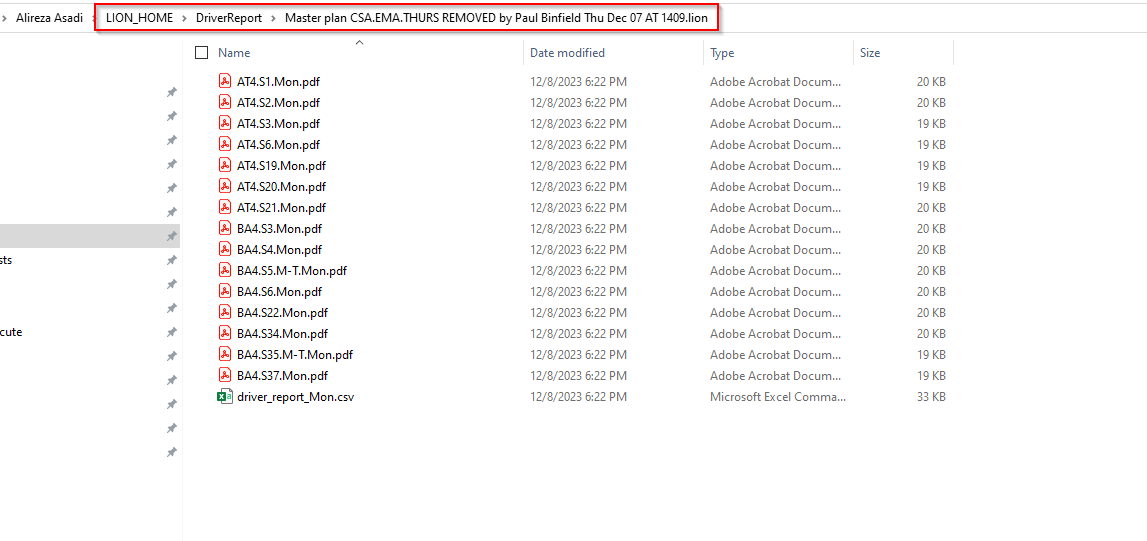 Alireza Asadi > LION_HOME > DriverReport > Master plan CSA.EMA.THURS REMOVED by Paul Binfield Thu Dec 07 AT 1409.lion
Name Date modified Type Size
AT4.S1.Mon.pdf 12/8/2023 6:22 PM Adobe Acrobat Docum... 20 KB
AT4.S2.Mon.pdf 12/8/2023 6:22 PM Adobe Acrobat Docum... 20 KB
AT4.S3.Mon.pdf 12/8/2023 6:22 PM Adobe Acrobat Docum... 19 KB
AT4.S6.Mon.pdf 12/8/2023 6:22 PM Adobe Acrobat Docum... 19 KB
AT4.S19.Mon.pdf 12/8/2023 6:22 PM Adobe Acrobat Docum... 19 KB
AT4.S20.Mon.pdf 12/8/2023 6:22 PM Adobe Acrobat Docum... 20 KB
AT4.S21.Mon.pdf 12/8/2023 6:22 PM Adobe Acrobat Docum... 19 KB
BA4.S3.Mon.pdf 12/8/2023 6:22 PM Adobe Acrobat Docum... 20 KB
BA4.S4.Mon.pdf 12/8/2023 6:22 PM Adobe Acrobat Docum... 20 KB
sts
BA4.S5.M-T.Mon.pdf 12/8/2023 6:22 PM Adobe Acrobat Docum... 20 KB
BA4.S6.Mon.pdf 12/8/2023 6:22 PM Adobe Acrobat Docum... 20 KB
BA4.S22.Mon.pdf 12/8/2023 6:22 PM Adobe Acrobat Docum... 20 KB
cute
BA4.S34.Mon.pdf 12/8/2023 6:22 PM Adobe Acrobat Docum... 20 KB
BA4.S35.M-T.Mon.pdf 12/8/2023 6:22 PM Adobe Acrobat Docum... 19 KB
BA4.S37.Mon.pdf 12/8/2023 6:22 PM Adobe Acrobat Docum... 19 KB
driver_report_Mon.csv 12/8/2023 6:22 PM Microsoft Excel Comma... 33 KB